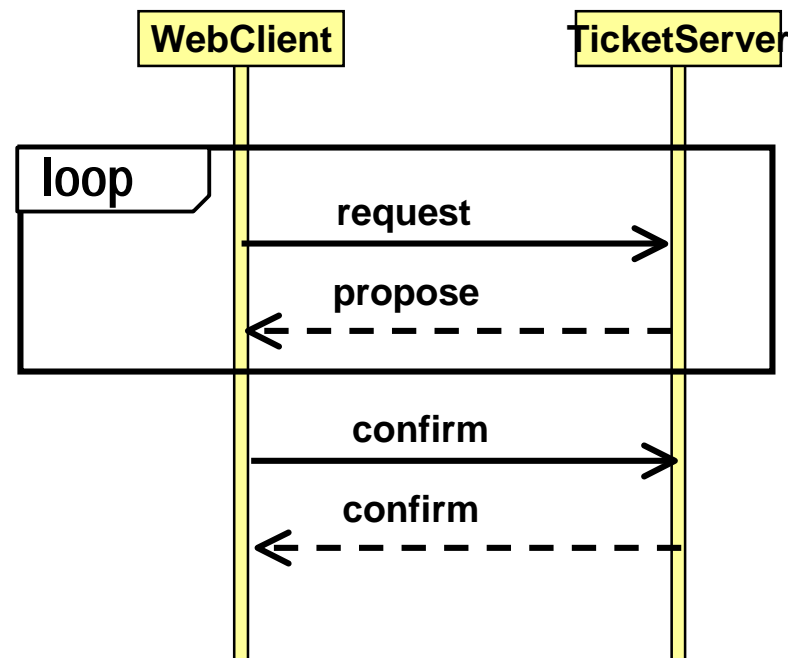 WebClient
TicketServer
loop
request
propose
confirm
confirm